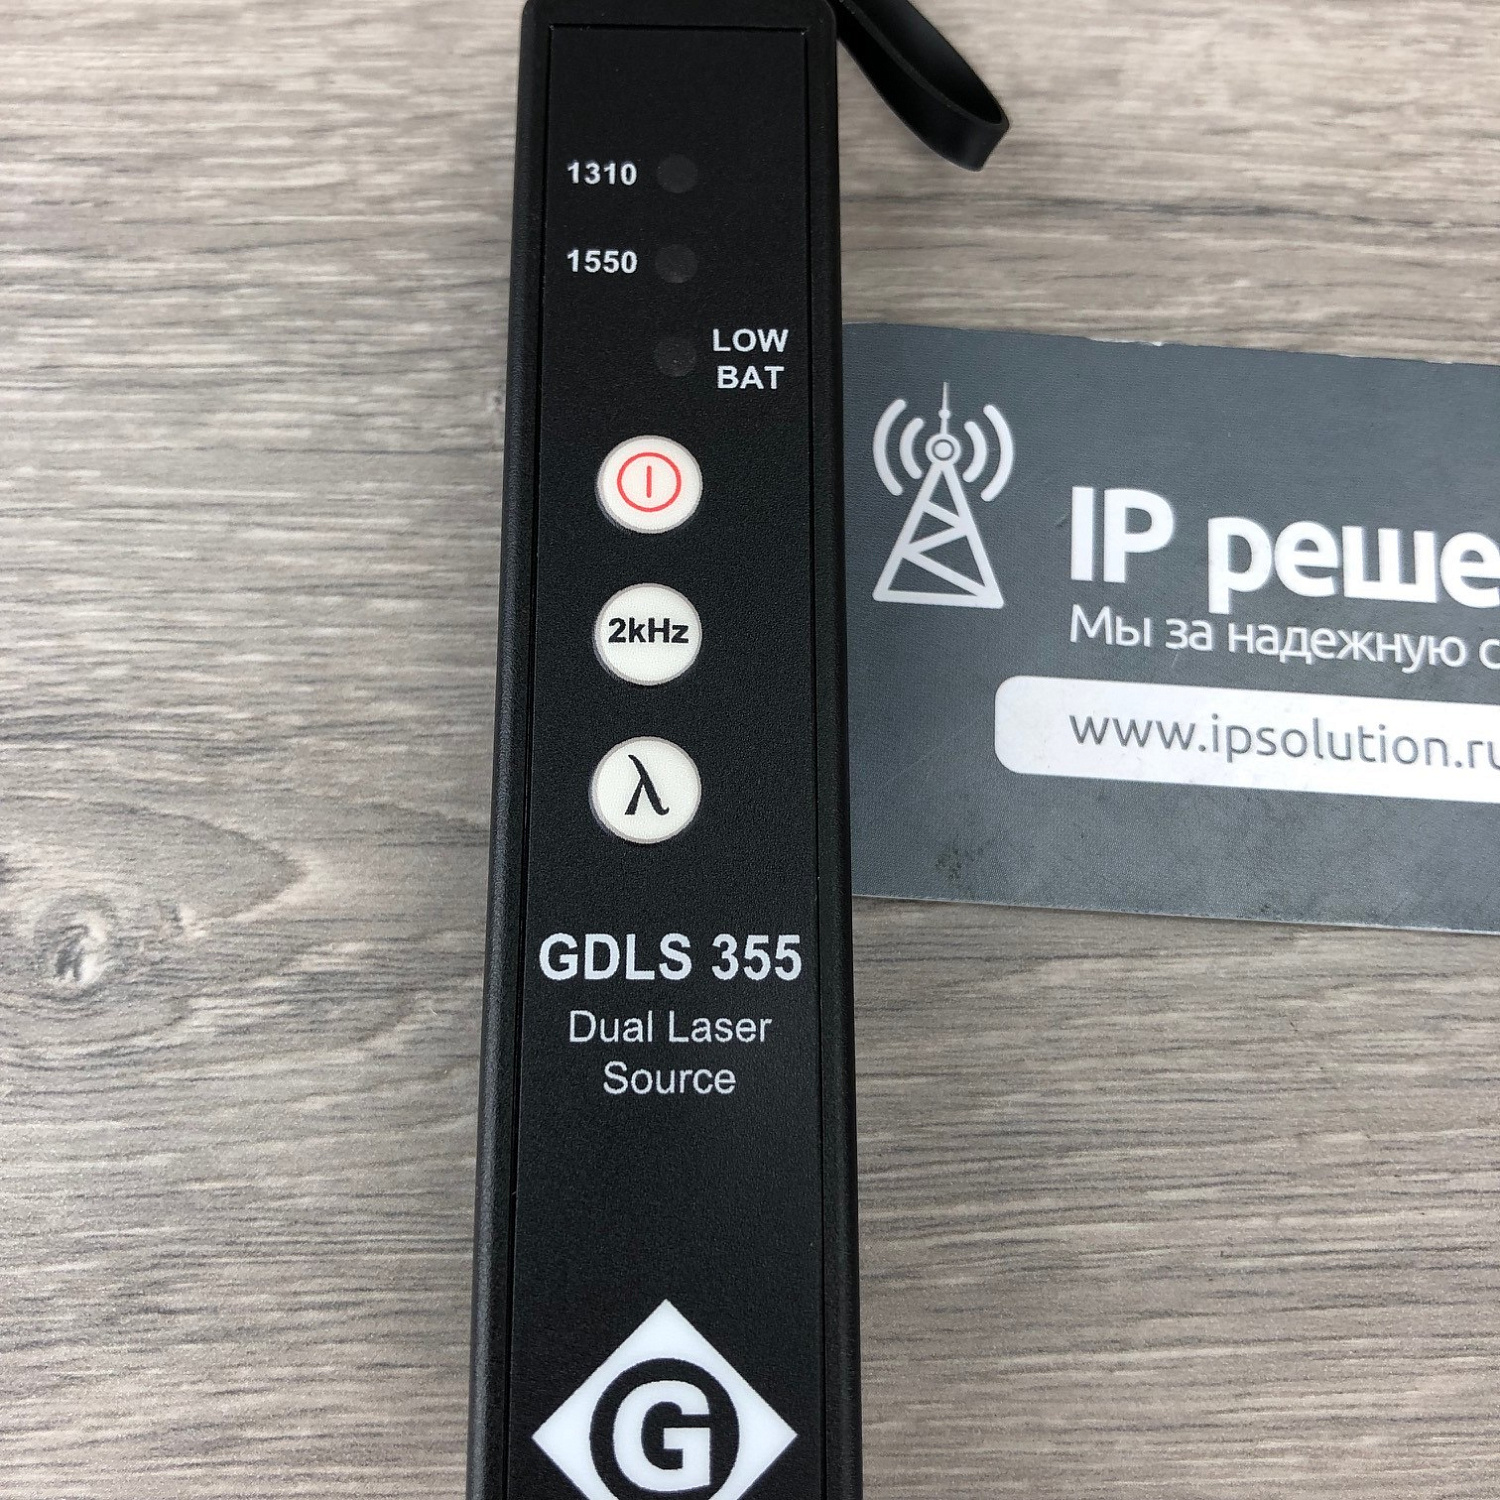 1310
1550
LOW
BAT
2kHz
λ
GDLS 355
Dual Laser
Source
G
IP реше
Мы за надежную с
www.ipsolution.ru